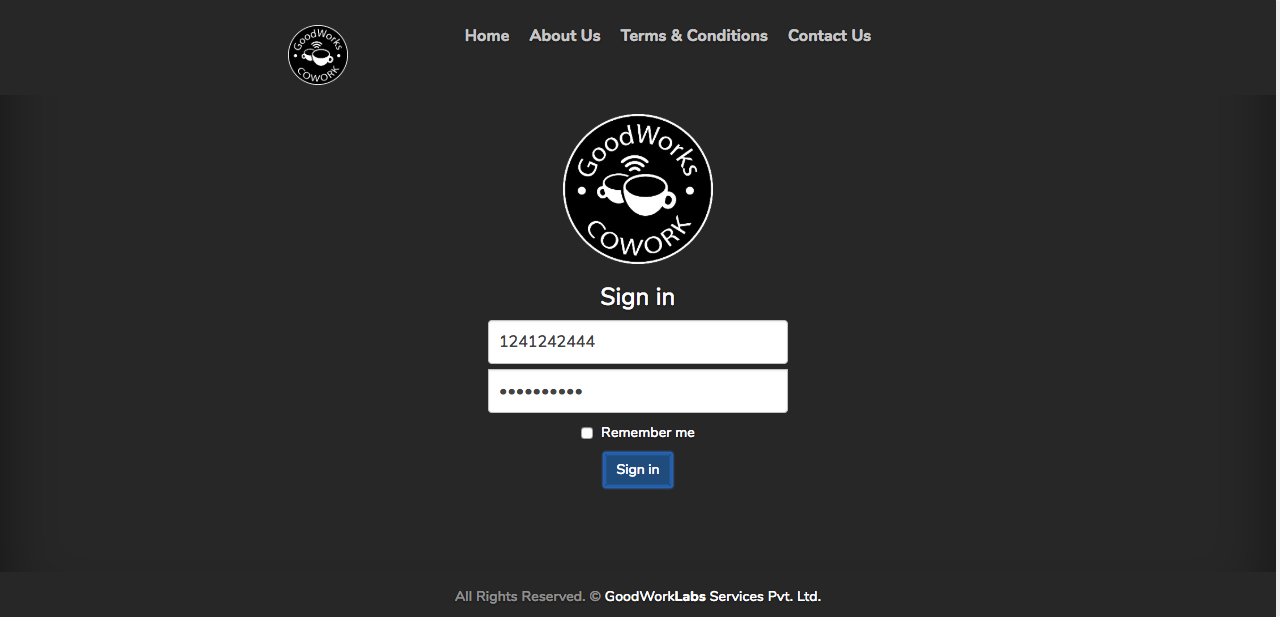 GoodWorks
COWORK
Home About Us Terms & Conditions Contact Us
GoodWorks
COWORK
Sign in
1241242444
••••••••••
Remember me
Sign in
All Rights Reserved. © GoodWorkLabs Services Pvt. Ltd.